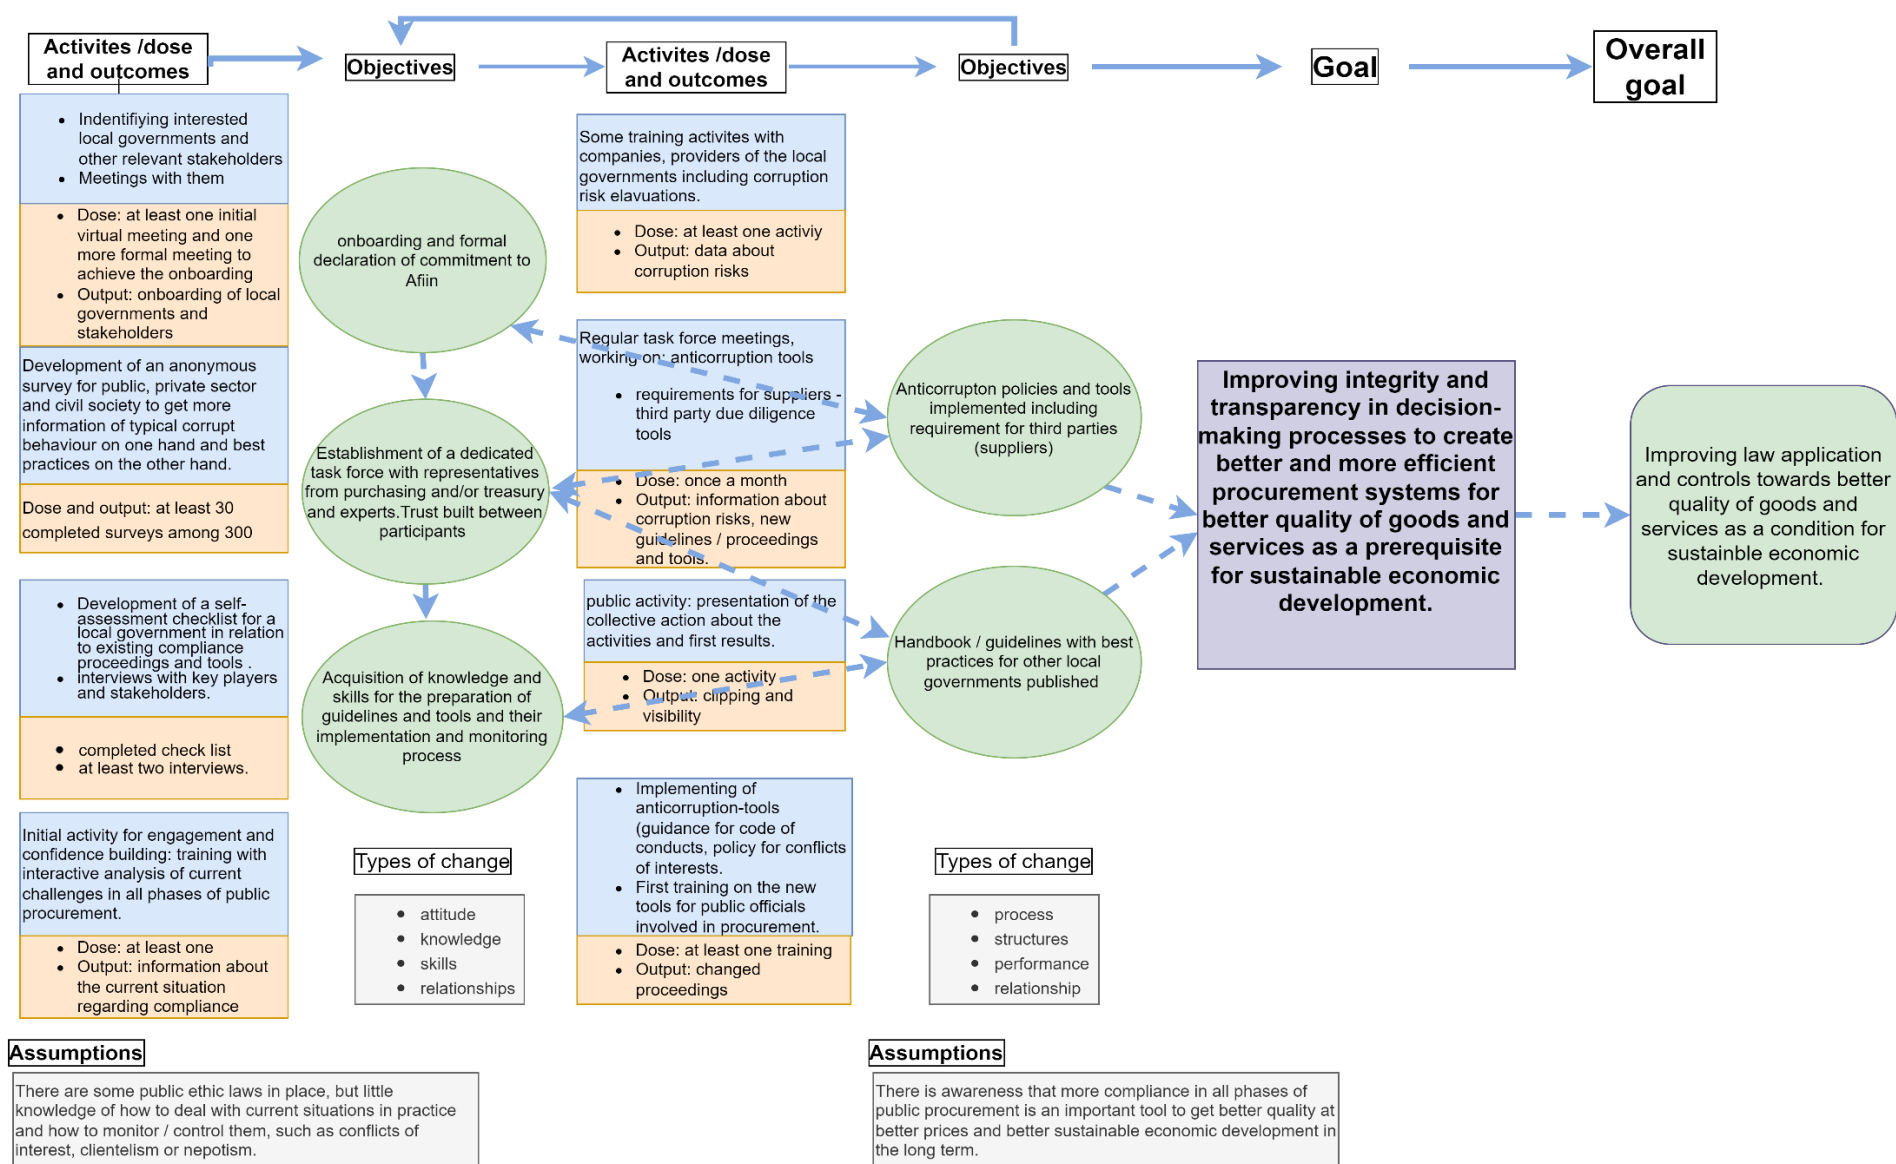 Activites /dose
and outcomes
Objectives
Activites /dose
and outcomes
Objectives
Goal
Overall
goal
• Indentifiying interested
local governments and
other relevant stakeholders
• Meetings with them
• Dose: at least one initial
virtual meeting and one
more formal meeting to
achieve the onboarding
• Output: onboarding of local
governments and
stakeholders
Development of an anonymous
survey for public, private sector
and civil society to get more
information of typical corrupt
behaviour on one hand and best
practices on the other hand.
Dose and output: at least 30
completed surveys among 300
• Development of a self-
assessment checklist for a
local government in relation
to existing compliance
proceedings and tools .
• interviews with key players
and stakeholders.
• completed check list
• at least two interviews.
Initial activity for engagement and
confidence building: training with
interactive analysis of current
challenges in all phases of public
procurement.
• Dose: at least one
• Output: information about
the current situation
regarding compliance
onboarding and formal
declaration of commitment to
Afiin
Establishment of a dedicated
task force with representatives
from purchasing and/or treasury
and experts.Trust built between
participants
Acquisition of knowledge and
skills for the preparation of
guidelines and tools and their
implementation and monitoring
process
Types of change
• attitude
• knowledge
• skills
• relationships
Some training activites with
companies, providers of the local
governments including corruption
risk elavuations.
• Dose: at least one activiy
• Output: data about
corruption risks
Regular task force meetings,
working on: anticorruption tools
• requirements for suppliers -
third party due diligence
tools
• Dose: once a month
• Output: information about
corruption risks, new
guidelines / proceedings
and tools.
public activity: presentation of the
collective action about the
activities and first results.
• Dose: one activity
• Output: clipping and
visibility
• Implementing of
anticorruption-tools
(guidance for code of
conducts, policy for conflicts
of interests.
• First training on the new
tools for public officials
involved in procurement.
• Dose: at least one training
• Output: changed
proceedings
Anticorrupton policies and tools
implemented including
requirement for third parties
(suppliers)
Handbook / guidelines with best
practices for other local
governments published
Types of change
• process
• structures
• performance
• relationship
Improving integrity and
transparency in decision-
making processes to create
better and more efficient
procurement systems for
better quality of goods and
services as a prerequisite
for sustainable economic
development.
Improving law application
and controls towards better
quality of goods and
services as a condition for
sustainble economic
development.
Assumptions
There are some public ethic laws in place, but little
knowledge of how to deal with current situations in practice
and how to monitor / control them, such as conflicts of
interest, clientelism or nepotism.
Assumptions
There is awareness that more compliance in all phases of
public procurement is an important tool to get better quality at
better prices and better sustainable economic development in
the long term.